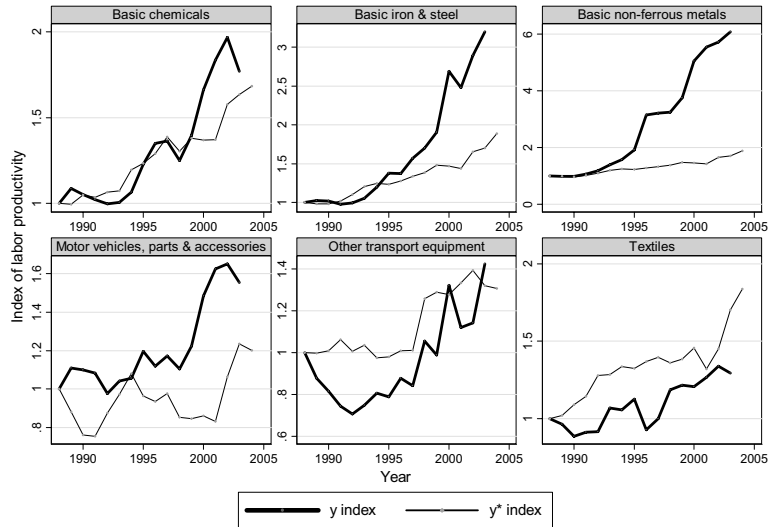 Basic chemicals
Basic iron & steel
Basic non-ferrous metals
1 1.5 2
1 1.5 2 2.5 3
0 2 4 6
1990 1995 2000 2005
1990 1995 2000 2005
1990 1995 2000 2005
Motor vehicles, parts & accessories
Other transport equipment
Textiles
.8 1 1.2 1.4 1.6
.6 .8 1 1.2 1.4
1 1.5 2
1990 1995 2000 2005
1990 1995 2000 2005
1990 1995 2000 2005
Index of labor productivity
Year
y index
y* index